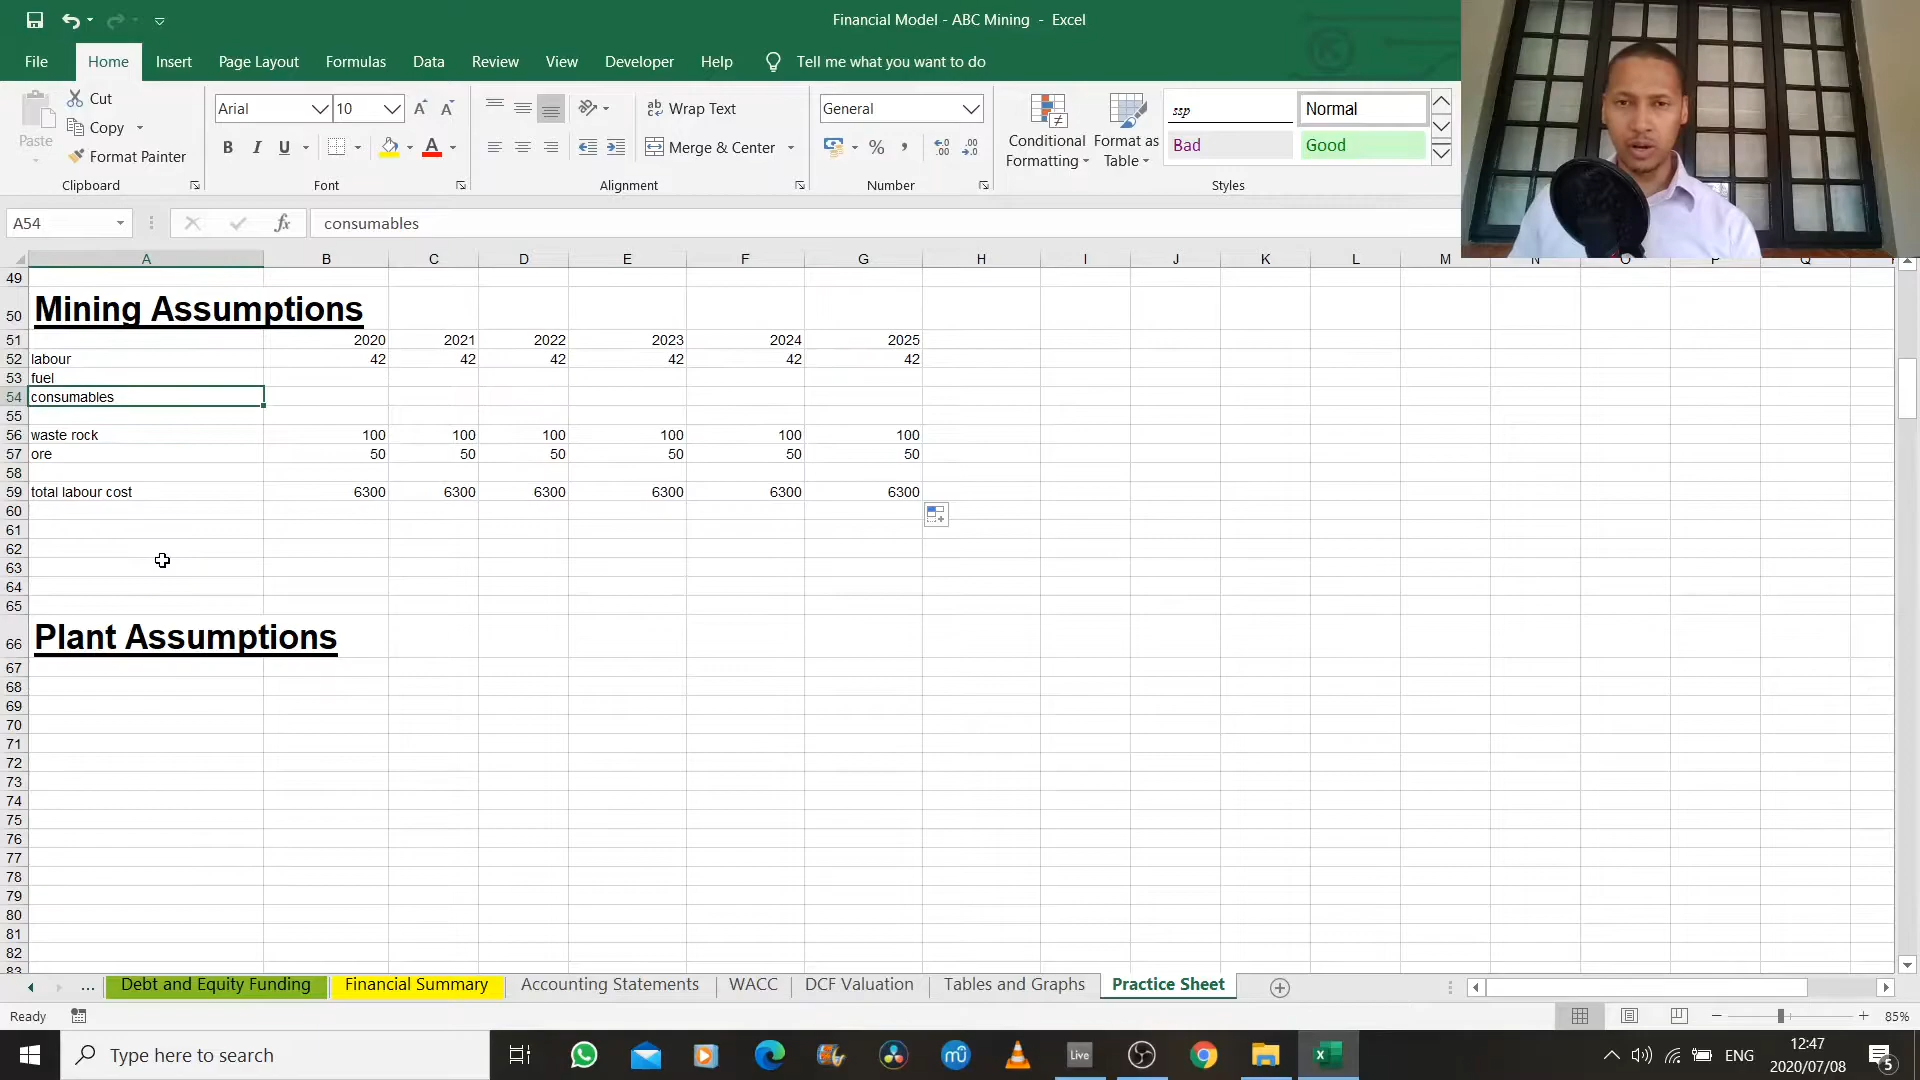 Financial Model - ABC Mining - Excel
File Home Insert Page Layout Formulas Data Review View Developer Help Tell me what you want to do
Paste Cut Copy Format Painter
Clipboard
Arial 10
B I U A
Font
Wrap Text
Merge & Center
Alignment
General
% ,
Number
Conditional Formatting
Format as Table
ssp Normal
Bad Good
Styles
A54 fx consumables
A B C D E F G H I J K L M N O P Q
49
50 Mining Assumptions
51 2020 2021 2022 2023 2024 2025
52 labour 42 42 42 42 42 42
53 fuel
54 consumables
55
56 waste rock 100 100 100 100 100 100
57 ore 50 50 50 50 50 50
58
59 total labour cost 6300 6300 6300 6300 6300 6300
60
61
62
63
64
65
66 Plant Assumptions
67
68
69
70
71
72
73
74
75
76
77
78
79
80
81
82
83
... Debt and Equity Funding Financial Summary Accounting Statements WACC DCF Valuation Tables and Graphs Practice Sheet
Ready 85%
Type here to search Live ENG 12:47
2020/07/08 5